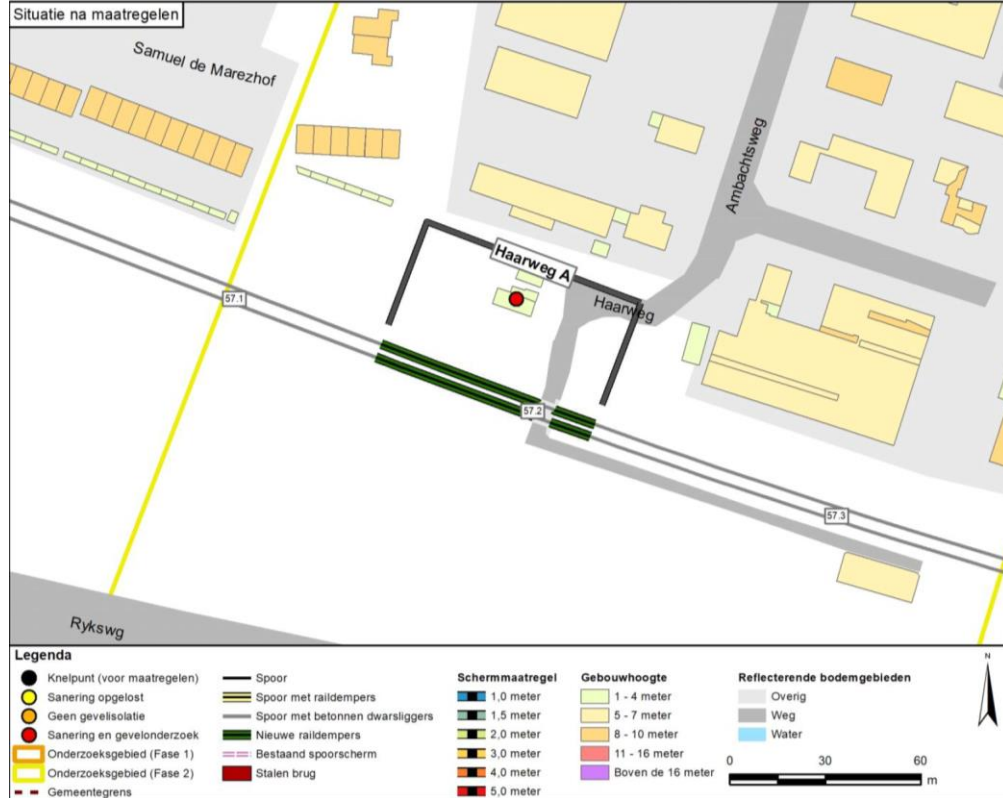 Situatie na maatregelen
Samuel de Marezhof
Ambachtsweg
Haarweg A
Haarweg
57.1
57.2
57.3
Rykswg
Legenda
Knelpunt (voor maatregelen)
Sanering opgelost
Geen gevelisolatie
Sanering en gevelonderzoek
Onderzoeksgebied (Fase 1)
Onderzoeksgebied (Fase 2)
Gemeentegrens
Spoor
Spoor met raildempers
Spoor met betonnen dwarsliggers
Nieuwe raildempers
Bestaand spoorscherm
Stalen brug
Schermmaatregel
1,0 meter
1,5 meter
2,0 meter
3,0 meter
4,0 meter
5,0 meter
Gebouwhoogte
1 - 4 meter
5 - 7 meter
8 - 10 meter
11 - 16 meter
Boven de 16 meter
Reflecterende bodemgebieden
Overig
Weg
Water
N
0 30 60
m